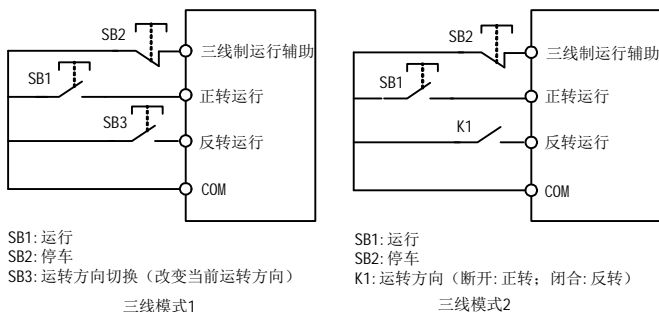 SB2
三线制运行辅助
SB1
正转运行
SB3
反转运行
COM
SB1:运行
SB2:停车
SB3:运转方向切换（改变当前运转方向）
三线模式1
SB2
三线制运行辅助
SB1
正转运行
K1
反转运行
COM
SB1:运行
SB2:停车
K1:运转方向（断开:正转；闭合:反转）
三线模式2